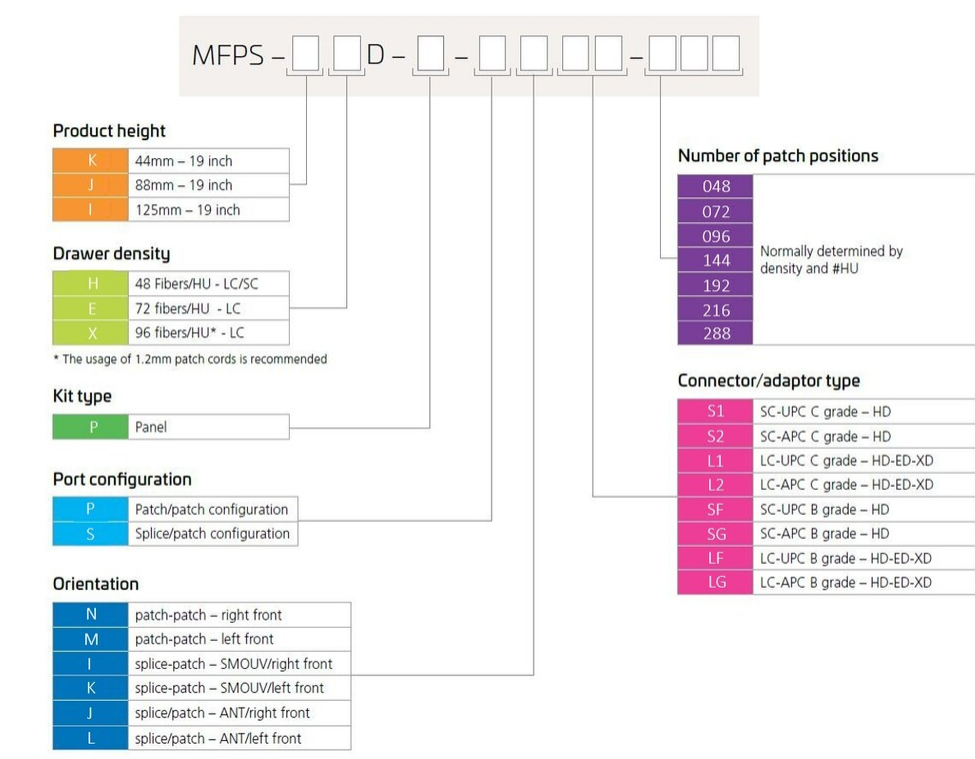 MFPS – D – – –
Product height
K 44mm – 19 inch
J 88mm – 19 inch
I 125mm – 19 inch
Drawer density
H 48 Fibers/HU - LC/SC
E 72 fibers/HU - LC
X 96 fibers/HU* - LC
* The usage of 1.2mm patch cords is recommended
Kit type
P Panel
Port configuration
P Patch/patch configuration
S Splice/patch configuration
Orientation
N patch-patch – right front
M patch-patch – left front
I splice-patch – SMOUV/right front
K splice-patch – SMOUV/left front
J splice/patch – ANT/right front
L splice/patch – ANT/left front
Number of patch positions
048
072
096
144
192
216
288
Normally determined by
density and #HU
Connector/adaptor type
S1 SC-UPC C grade – HD
S2 SC-APC C grade – HD
L1 LC-UPC C grade – HD-ED-XD
L2 LC-APC C grade – HD-ED-XD
SF SC-UPC B grade – HD
SG SC-APC B grade – HD
LF LC-UPC B grade – HD-ED-XD
LG LC-APC B grade – HD-ED-XD